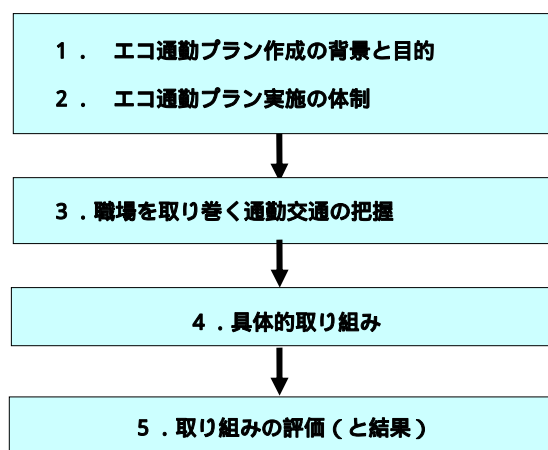 １．　エコ通勤プラン作成の背景と目的
２．　エコ通勤プラン実施の体制
３．職場を取り巻く通勤交通の把握
４．具体的取り組み
５．取り組みの評価（と結果）